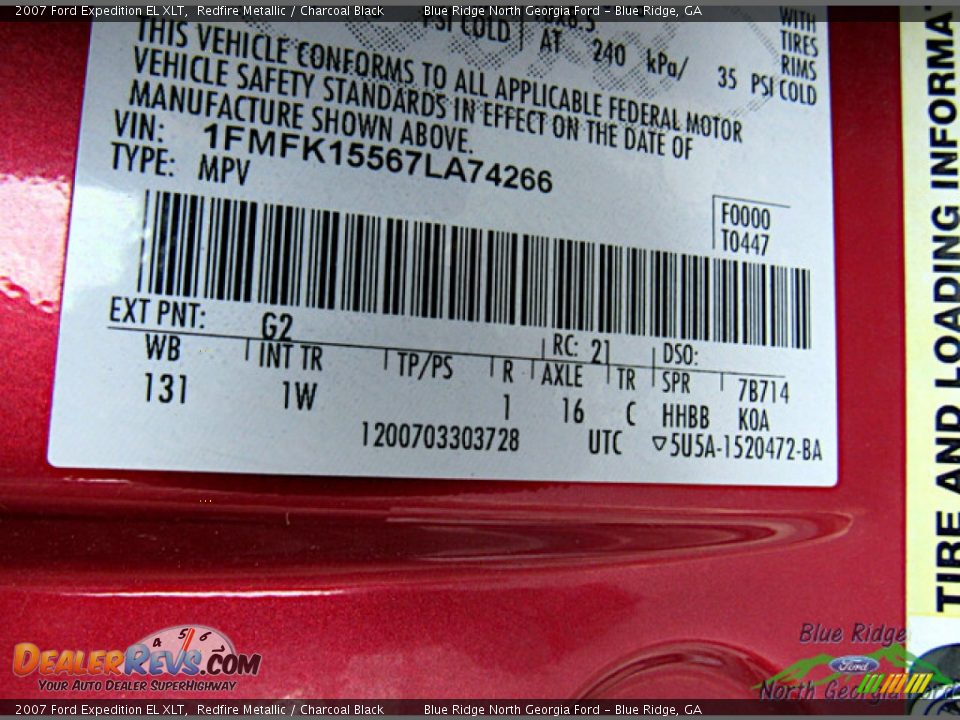 2007 Ford Expedition EL XLT, Redfire Metallic / Charcoal Black Blue Ridge North Georgia Ford - Blue Ridge, GA
PSI COLD AT 240 kPa/ 35 PSI COLD
WITH
TIRES
RIMS
THIS VEHICLE CONFORMS TO ALL APPLICABLE FEDERAL MOTOR
VEHICLE SAFETY STANDARDS IN EFFECT ON THE DATE OF
MANUFACTURE SHOWN ABOVE.
VIN: 1FMFK15567LA74266
TYPE: MPV
F0000
T0447
EXT PNT: G2 RC: 21 DSO:
WB INT TR TP/PS R AXLE TR SPR 7B714
131 1W 1 16 C HHBB K0A
1200703303728 UTC ▽5U5A-1520472-BA
TIRE AND LOADING INFORMA
DEALERREVS.COM
YOUR AUTO DEALER SUPERHIGHWAY
4 5 6
Blue Ridge
Ford
North Georgia Ford
2007 Ford Expedition EL XLT, Redfire Metallic / Charcoal Black Blue Ridge North Georgia Ford - Blue Ridge, GA